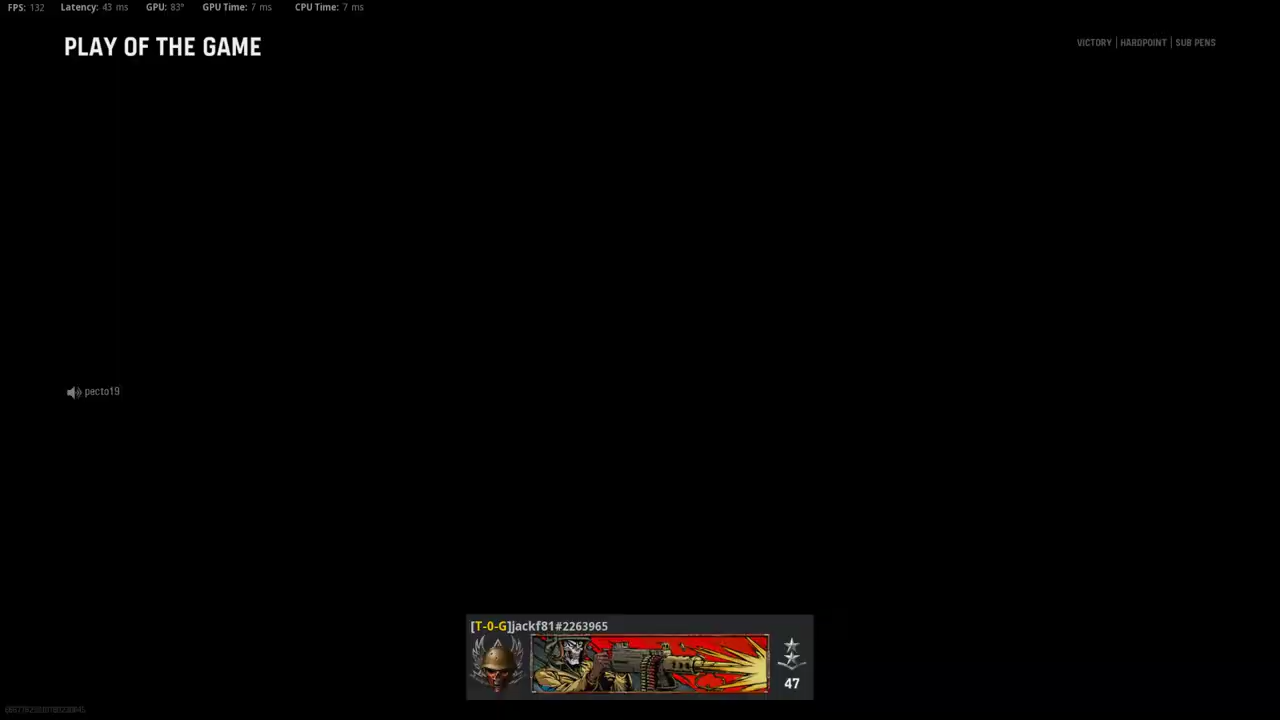 FPS: 132 Latency: 43 ms GPU: 83° GPU Time: 7 ms CPU Time: 7 ms
PLAY OF THE GAME
VICTORY | HARDPOINT | SUB PENS
pecto19
[T-0-G]jackf81#2263965
47